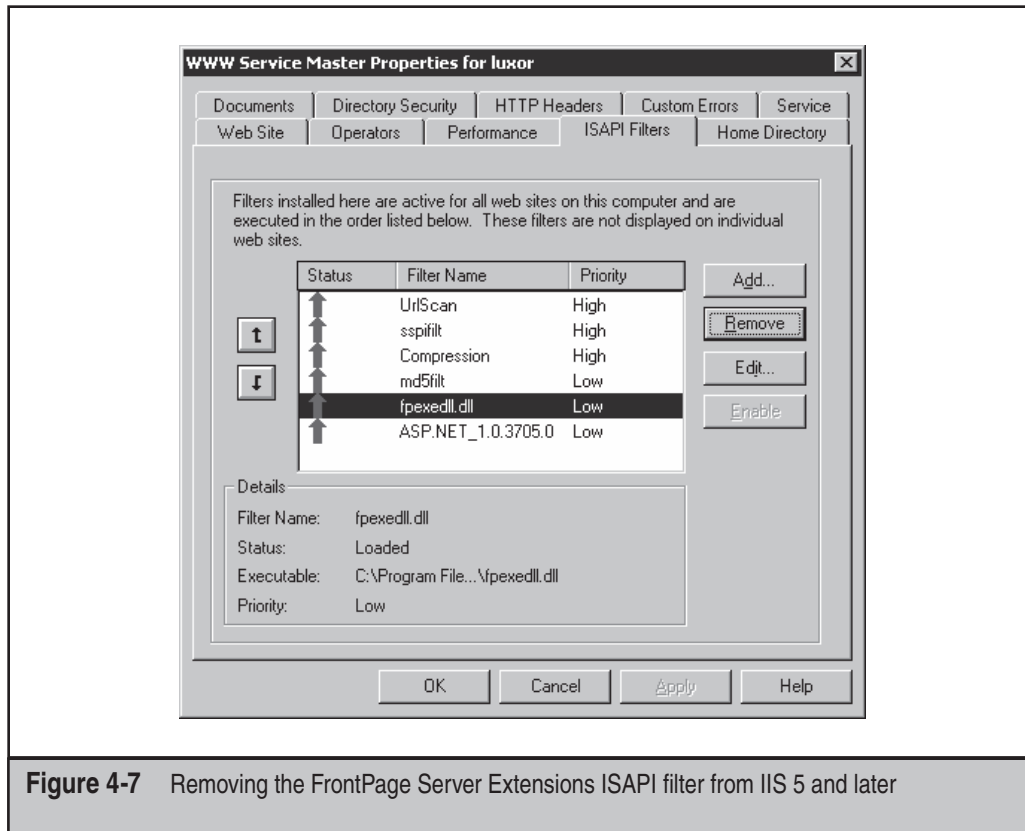 WWW Service Master Properties for luxor
Documents Directory Security HTTP Headers Custom Errors Service
Web Site Operators Performance ISAPI Filters Home Directory
Filters installed here are active for all web sites on this computer and are
executed in the order listed below. These filters are not displayed on individual
web sites.
Status Filter Name Priority
UrlScan High
sspifilt High
Compression High
md5filt Low
fpexedll.dll Low
ASP.NET_1.0.3705.0 Low
Add...
Remove
Edit...
Enable
Details
Filter Name: fpexedll.dll
Status: Loaded
Executable: C:\Program File...\fpexedll.dll
Priority: Low
OK Cancel Apply Help
Figure 4-7 Removing the FrontPage Server Extensions ISAPI filter from IIS 5 and later